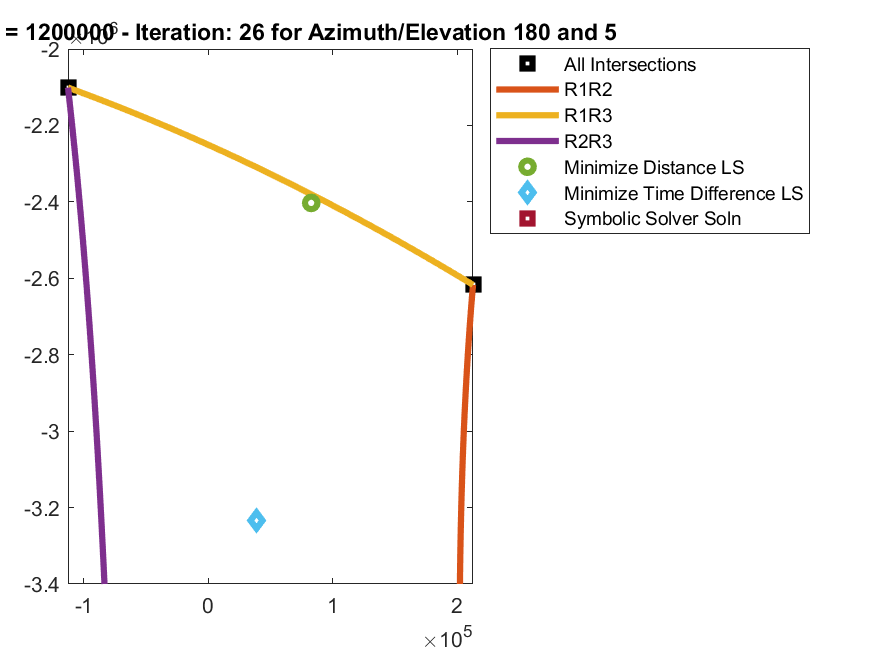 = 1200000 - Iteration: 26 for Azimuth/Elevation 180 and 5
×10⁶
-2
-2.2
-2.4
-2.6
-2.8
-3
-3.2
-3.4
-1
0
1
2
×10⁵
All Intersections
R1R2
R1R3
R2R3
Minimize Distance LS
Minimize Time Difference LS
Symbolic Solver Soln